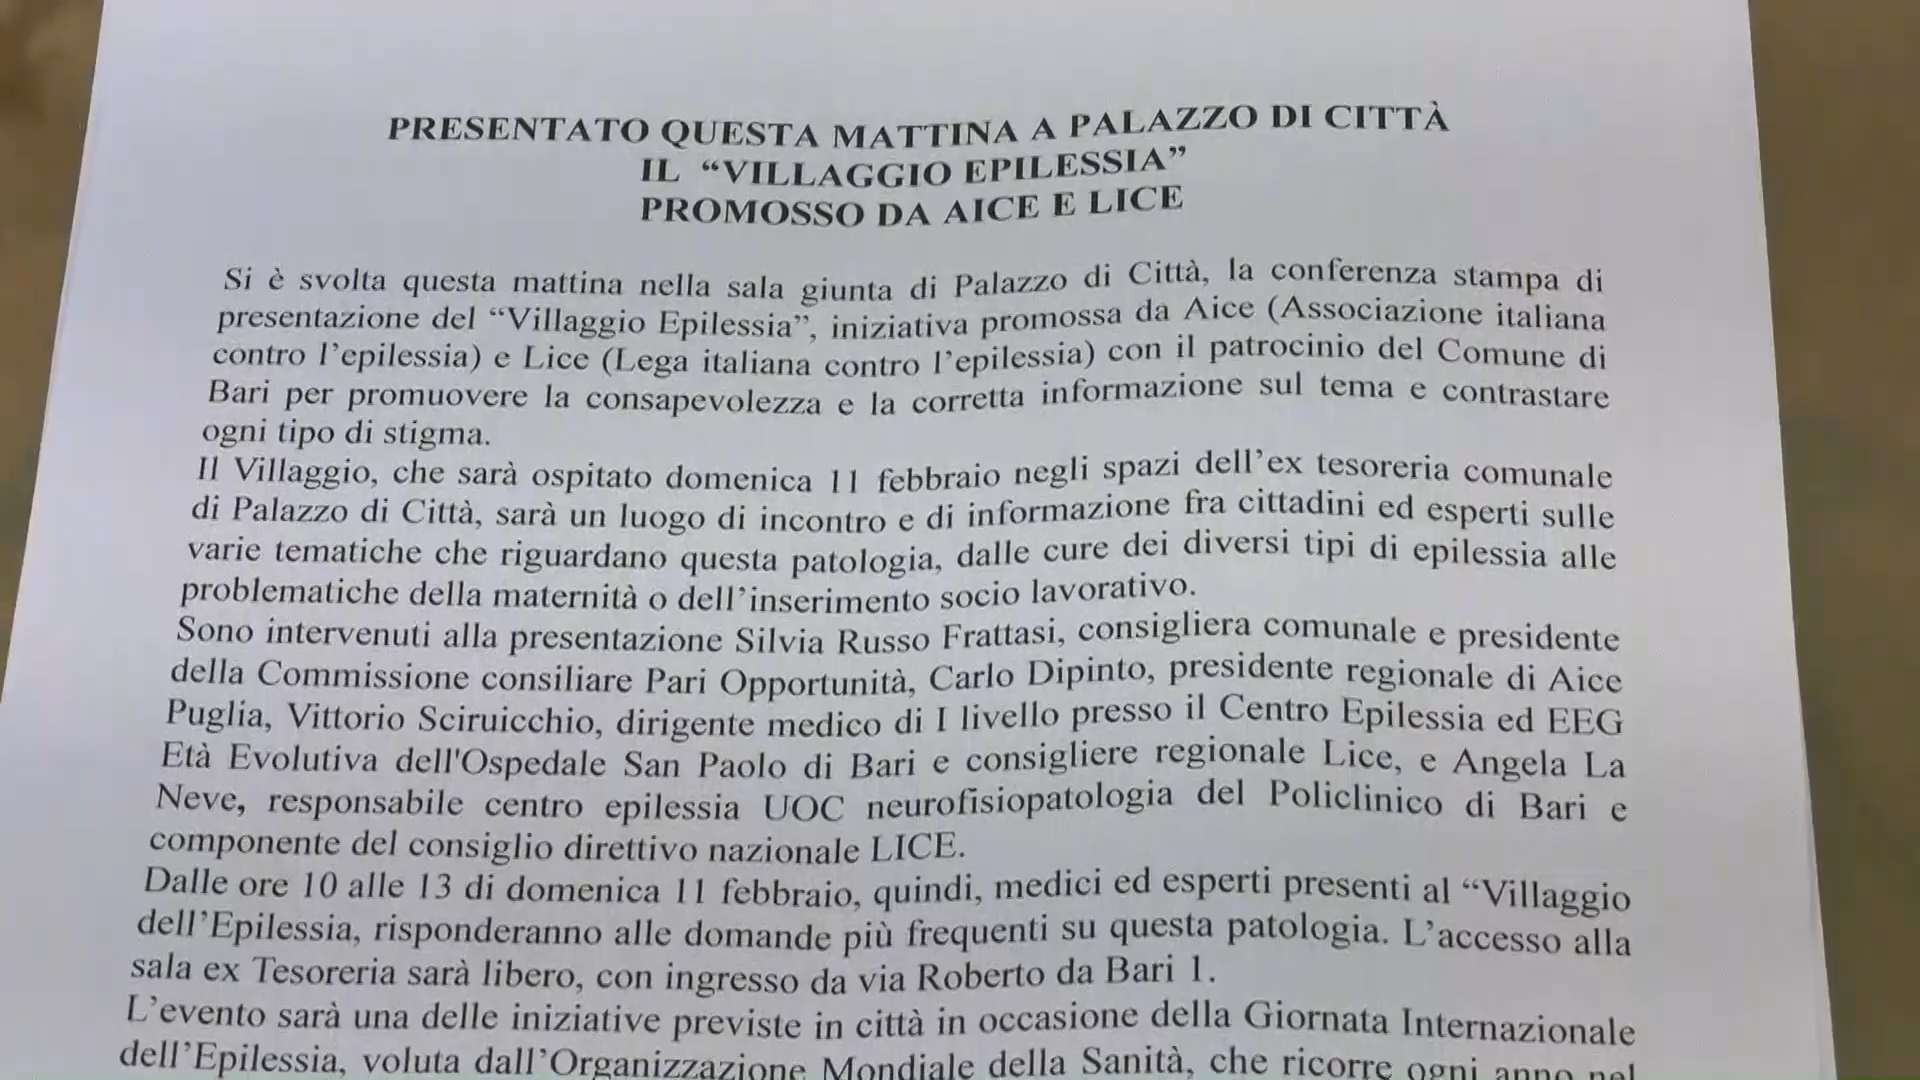 PRESENTATO QUESTA MATTINA A PALAZZO DI CITTÀ
IL “VILLAGGIO EPILESSIA”
PROMOSSO DA AICE E LICE
Si è svolta questa mattina nella sala giunta di Palazzo di Città, la conferenza stampa di
presentazione del “Villaggio Epilessia”, iniziativa promossa da Aice (Associazione italiana
contro l’epilessia) e Lice (Lega italiana contro l’epilessia) con il patrocinio del Comune di
Bari per promuovere la consapevolezza e la corretta informazione sul tema e contrastare
ogni tipo di stigma.
Il Villaggio, che sarà ospitato domenica 11 febbraio negli spazi dell’ex tesoreria comunale
di Palazzo di Città, sarà un luogo di incontro e di informazione fra cittadini ed esperti sulle
varie tematiche che riguardano questa patologia, dalle cure dei diversi tipi di epilessia alle
problematiche della maternità o dell’inserimento socio lavorativo.
Sono intervenuti alla presentazione Silvia Russo Frattasi, consigliera comunale e presidente
della Commissione consiliare Pari Opportunità, Carlo Dipinto, presidente regionale di Aice
Puglia, Vittorio Sciruicchio, dirigente medico di I livello presso il Centro Epilessia ed EEG
Età Evolutiva dell'Ospedale San Paolo di Bari e consigliere regionale Lice, e Angela La
Neve, responsabile centro epilessia UOC neurofisiopatologia del Policlinico di Bari e
componente del consiglio direttivo nazionale LICE.
Dalle ore 10 alle 13 di domenica 11 febbraio, quindi, medici ed esperti presenti al “Villaggio
dell’Epilessia, risponderanno alle domande più frequenti su questa patologia. L’accesso alla
sala ex Tesoreria sarà libero, con ingresso da via Roberto da Bari 1.
L’evento sarà una delle iniziative previste in città in occasione della Giornata Internazionale
dell’Epilessia, voluta dall’Organizzazione Mondiale della Sanità, che ricorre ogni anno nel